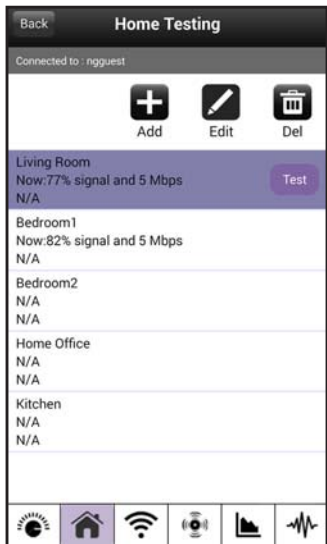 Back
Home Testing
Connected to : ngguest
Add
Edit
Del
Living Room
Now:77% signal and 5 Mbps
N/A
Test
Bedroom1
Now:82% signal and 5 Mbps
N/A
Bedroom2
N/A
N/A
Home Office
N/A
N/A
Kitchen
N/A
N/A